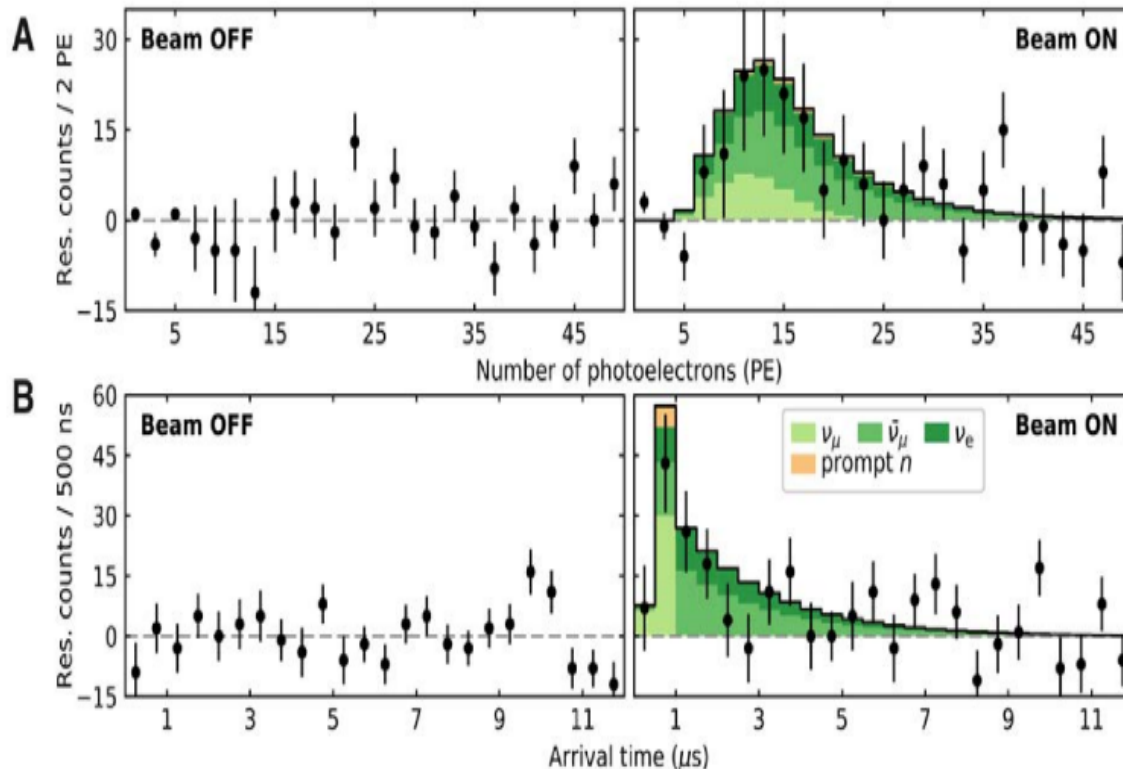 A
Beam OFF
Beam ON
Res. counts / 2 PE
30
15
0
−15
5 15 25 35 45
5 15 25 35 45
Number of photoelectrons (PE)
B
Beam OFF
Beam ON
Res. counts / 500 ns
60
45
30
15
0
−15
νμ ν̄μ νe
prompt n
1 3 5 7 9 11
1 3 5 7 9 11
Arrival time (μs)